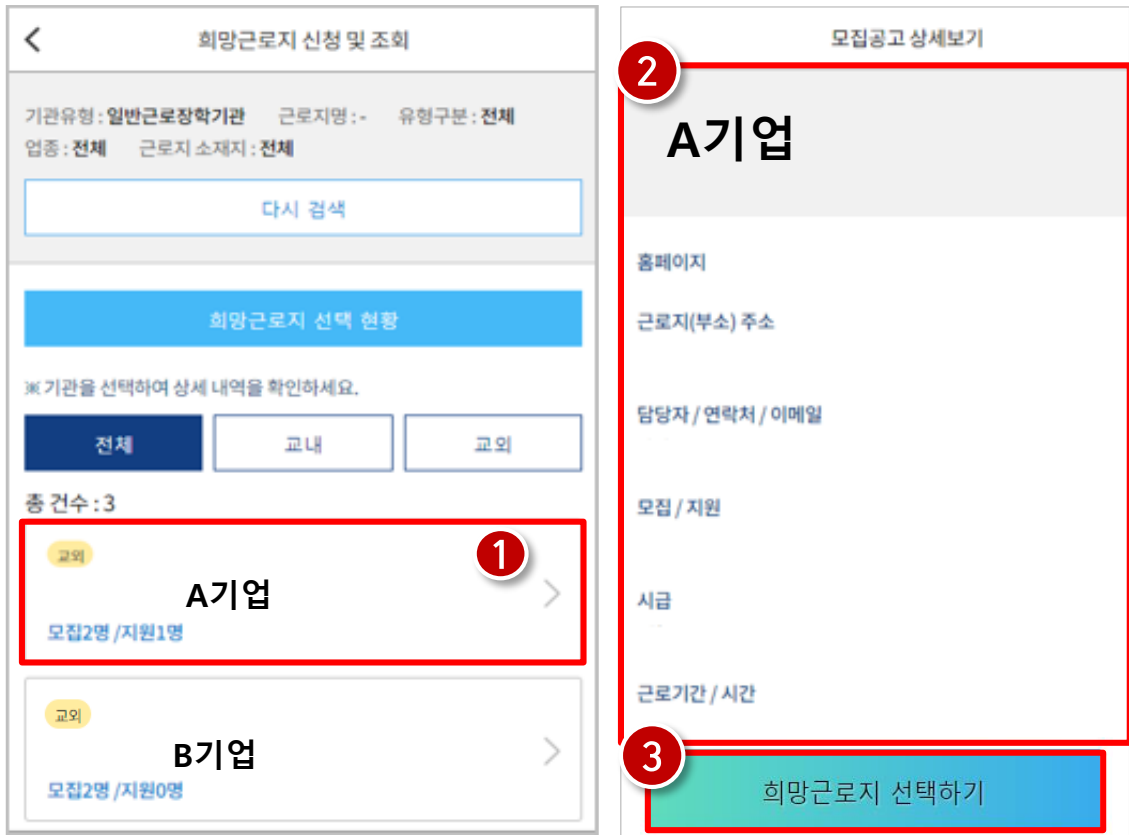 희망근로지 신청 및 조회
기관유형 : 일반근로장학기관 근로지명 : - 유형구분 : 전체
업종 : 전체 근로지 소재지 : 전체
다시 검색
희망근로지 선택 현황
※ 기관을 선택하여 상세 내역을 확인하세요.
전체 교내 교외
총 건수 : 3
1
교외
A기업
모집2명 /지원1명
교외
B기업
모집2명 /지원0명
모집공고 상세보기
2
A기업
홈페이지
근로지(부소) 주소
담당자 / 연락처 / 이메일
모집 / 지원
시급
근로기간 / 시간
3
희망근로지 선택하기